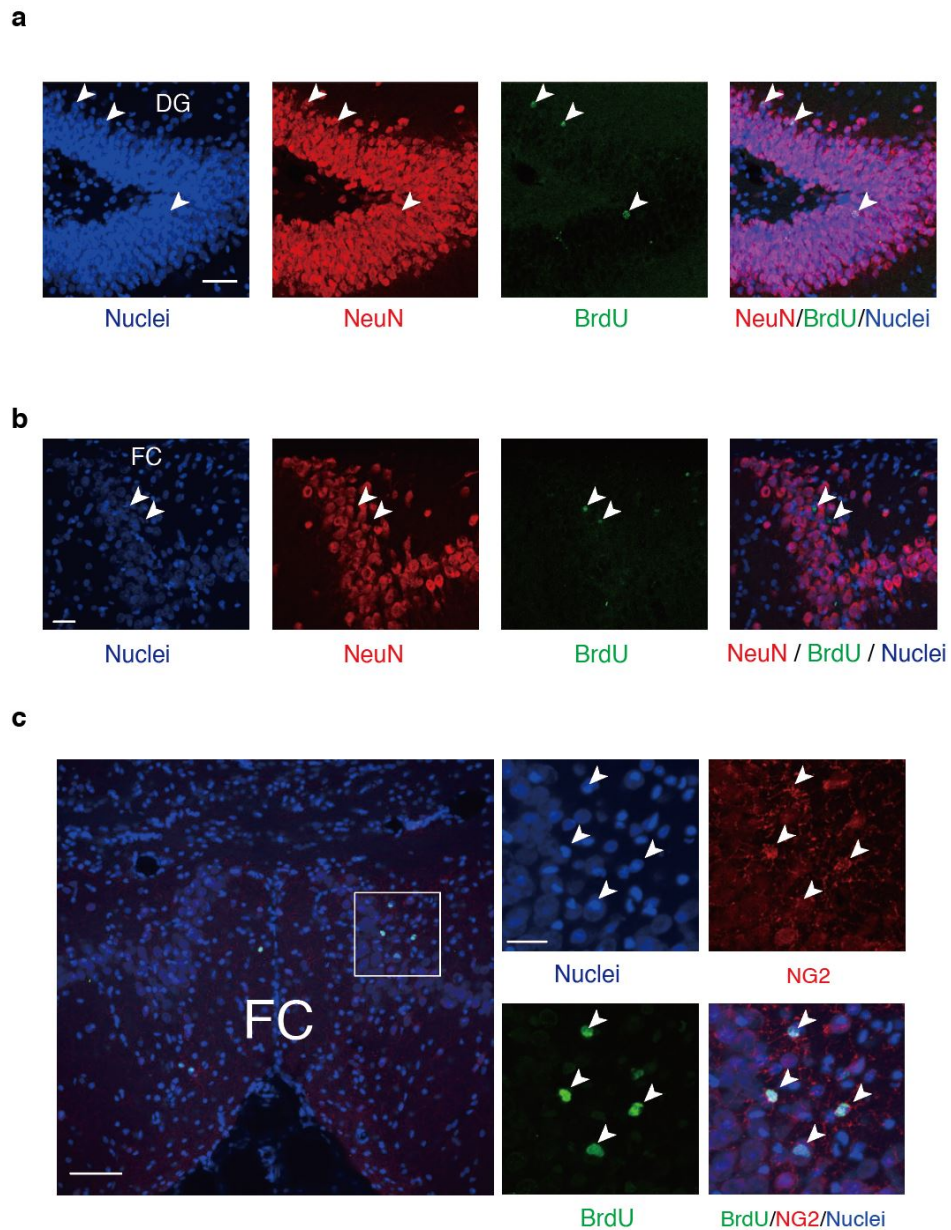 a
DG
Nuclei NeuN BrdU NeuN/BrdU/Nuclei
b
FC
Nuclei NeuN BrdU NeuN / BrdU / Nuclei
c
FC
Nuclei NG2
BrdU BrdU/NG2/Nuclei